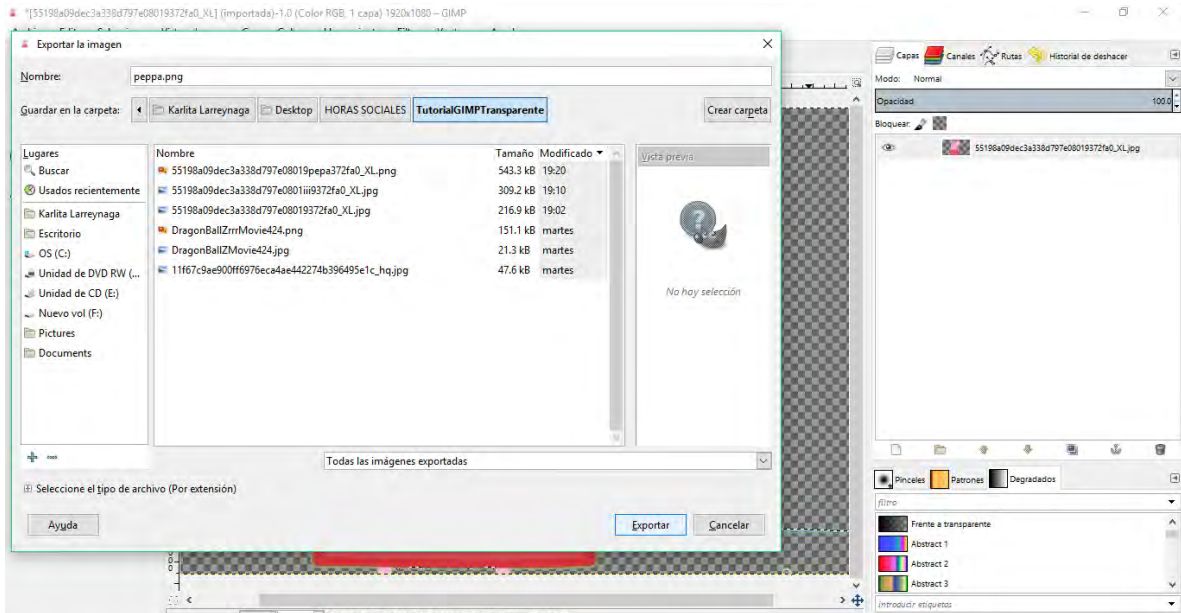 *[55198a09dec3a338d797e08019372fa0_XL] (importada)-1.0 (Color RGB, 1 capa) 1920x1080 – GIMP
Exportar la imagen
Nombre: peppa.png
Guardar en la carpeta: Karlita Larreynaga Desktop HORAS SOCIALES TutorialGIMPTransparente Crear carpeta
Lugares
Buscar
Usados recientemente
Karlita Larreynaga
Escritorio
OS (C:)
Unidad de DVD RW (...
Unidad de CD (E:)
Nuevo vol (F:)
Pictures
Documents
Nombre Tamaño Modificado
55198a09dec3a338d797e08019pepa372fa0_XL.png 543.3 kB 19:20
55198a09dec3a338d797e0801iii9372fa0_XL.jpg 309.2 kB 19:10
55198a09dec3a338d797e08019372fa0_XL.jpg 216.9 kB 19:02
DragonBallZrrrMovie424.png 151.1 kB martes
DragonBallZMovie424.jpg 21.3 kB martes
11f67c9ae900ff6976eca4ae442274b396495e1c_hq.jpg 47.6 kB martes
Vista previa
No hay selección
Todas las imágenes exportadas
Seleccione el tipo de archivo (Por extensión)
Ayuda Exportar Cancelar
Capas Canales Rutas Historial de deshacer
Modo: Normal
Opacidad 100.0
Bloquear:
55198a09dec3a338d797e08019372fa0_XL.jpg
Pinceles Patrones Degradados
filtro
Frente a transparente
Abstract 1
Abstract 2
Abstract 3
introducir etiquetas